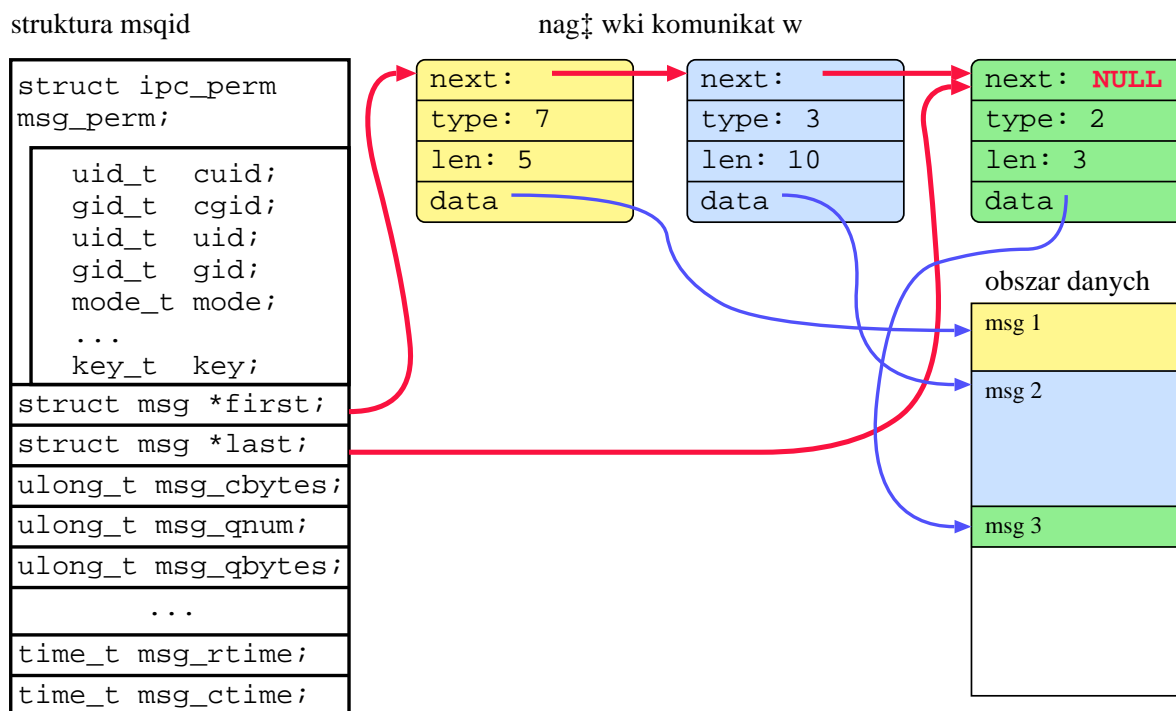 struktura msqid
nag‡ wki komunikat w
struct ipc_perm
msg_perm;
uid_t cuid;
gid_t cgid;
uid_t uid;
gid_t gid;
mode_t mode;
...
key_t key;
struct msg *first;
struct msg *last;
ulong_t msg_cbytes;
ulong_t msg_qnum;
ulong_t msg_qbytes;
...
time_t msg_rtime;
time_t msg_ctime;
next:
type: 7
len: 5
data
next:
type: 3
len: 10
data
next: NULL
type: 2
len: 3
data
obszar danych
msg 1
msg 2
msg 3